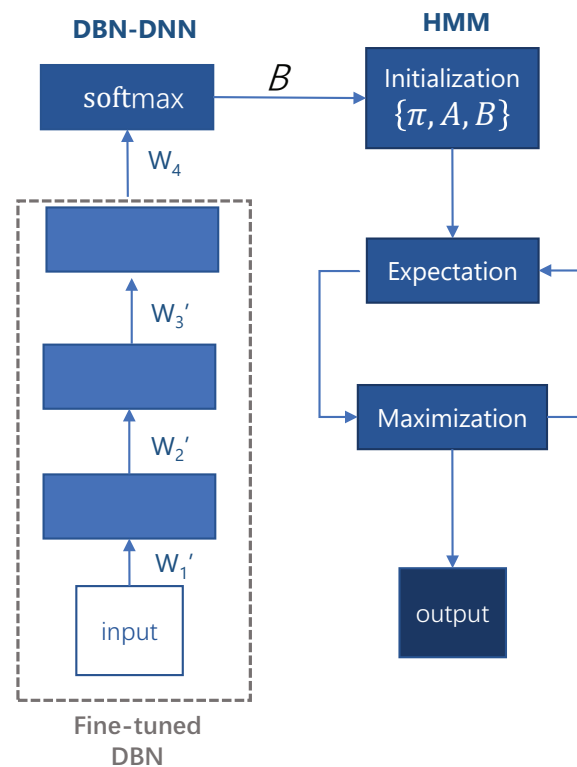 DBN-DNN
softmax
W₄
W₃′
W₂′
W₁′
input
Fine-tuned
DBN
B
HMM
Initialization
{π, A, B}
Expectation
Maximization
output